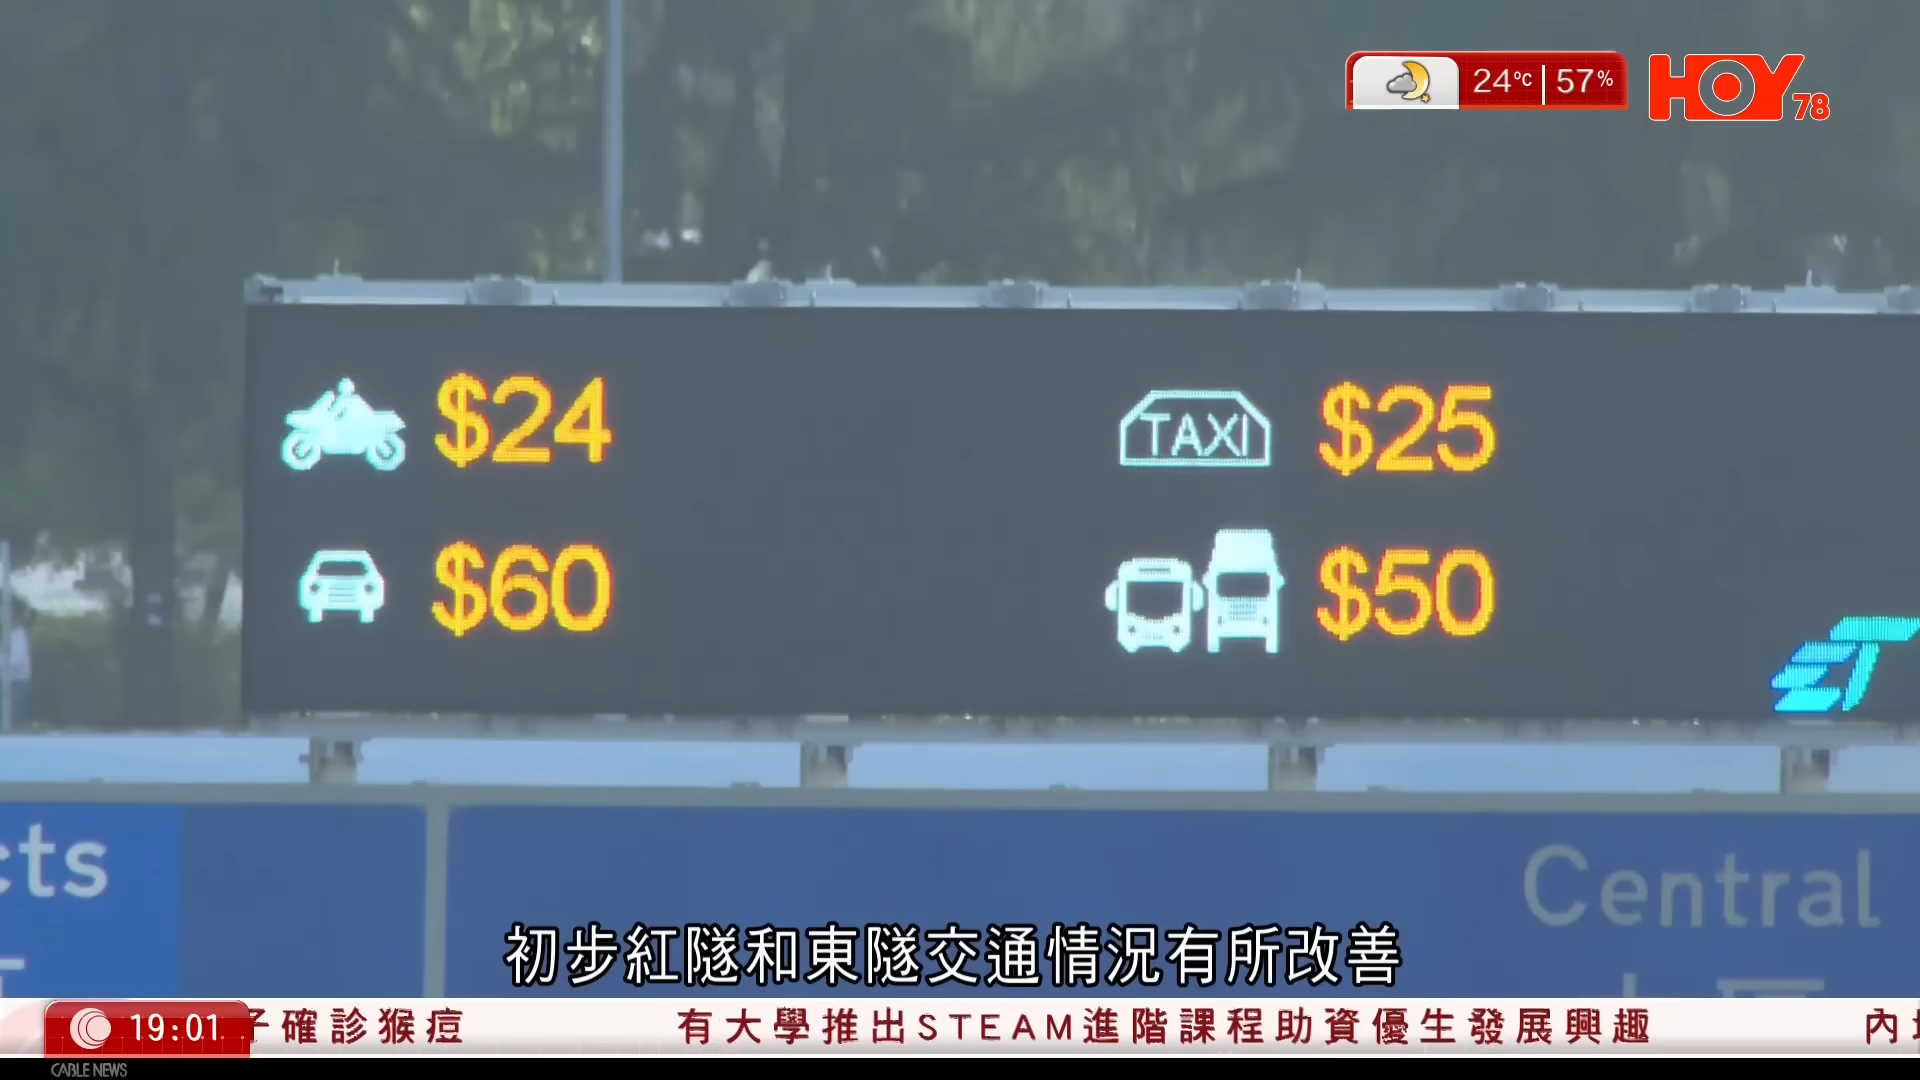 24°C 57%
HOY 78
$24
TAXI $25
$60
$50
cts
Central
初步紅隧和東隧交通情況有所改善
19:01
確診猴痘 有大學推出STEAM進階課程助資優生發展興趣 內
CABLE NEWS